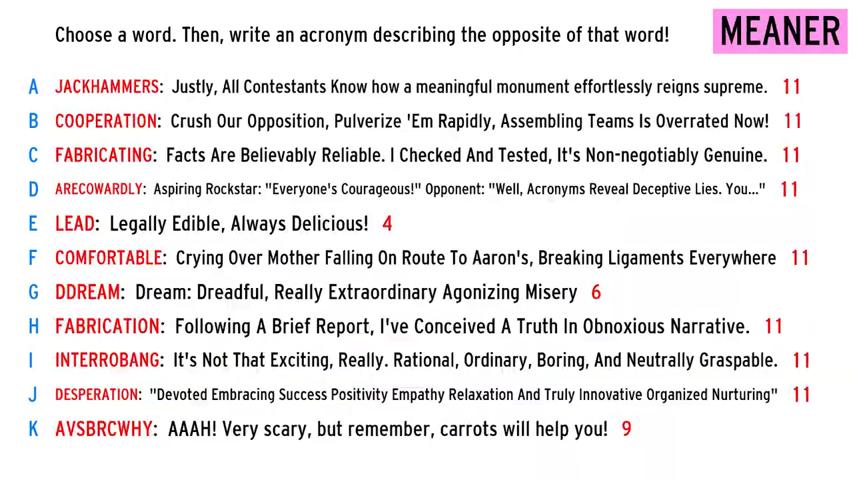 Choose a word. Then, write an acronym describing the opposite of that word! MEANER
A JACKHAMMERS: Justly, All Contestants Know how a meaningful monument effortlessly reigns supreme. 11
B COOPERATION: Crush Our Opposition, Pulverize 'Em Rapidly, Assembling Teams Is Overrated Now! 11
C FABRICATING: Facts Are Believably Reliable. I Checked And Tested, It's Non-negotiably Genuine. 11
D ARECOWARDLY: Aspiring Rockstar: "Everyone's Courageous!" Opponent: "Well, Acronyms Reveal Deceptive Lies. You..." 11
E LEAD: Legally Edible, Always Delicious! 4
F COMFORTABLE: Crying Over Mother Falling On Route To Aaron's, Breaking Ligaments Everywhere 11
G DDREAM: Dream: Dreadful, Really Extraordinary Agonizing Misery 6
H FABRICATION: Following A Brief Report, I've Conceived A Truth In Obnoxious Narrative. 11
I INTERROBANG: It's Not That Exciting, Really. Rational, Ordinary, Boring, And Neutrally Graspable. 11
J DESPERATION: "Devoted Embracing Success Positivity Empathy Relaxation And Truly Innovative Organized Nurturing" 11
K AVSBRCWHY: AAAH! Very scary, but remember, carrots will help you! 9